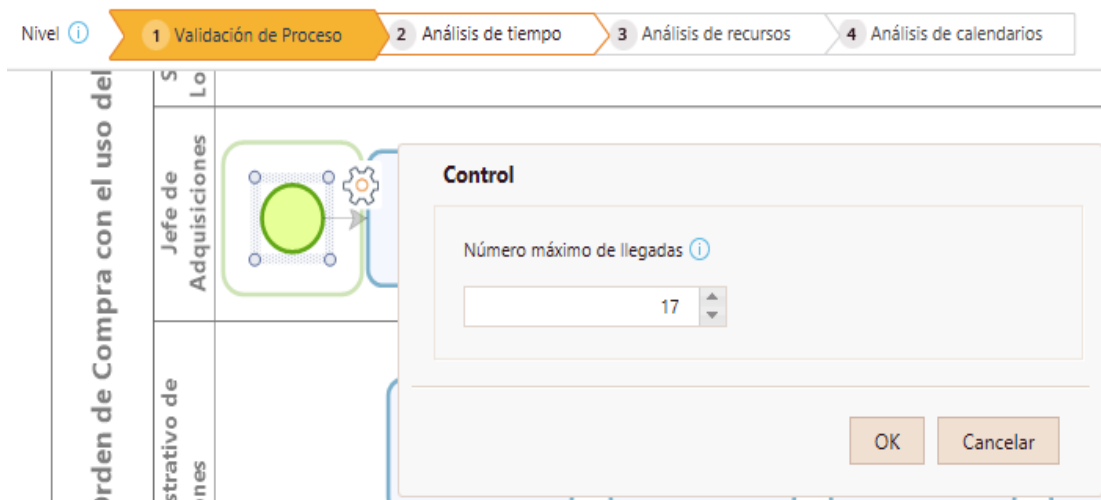 Nivel
1 Validación de Proceso
2 Análisis de tiempo
3 Análisis de recursos
4 Análisis de calendarios
de Compra con el uso del
Lo
Jefe de
Adquisiciones
Control
Número máximo de llegadas
17
OK
Cancelar